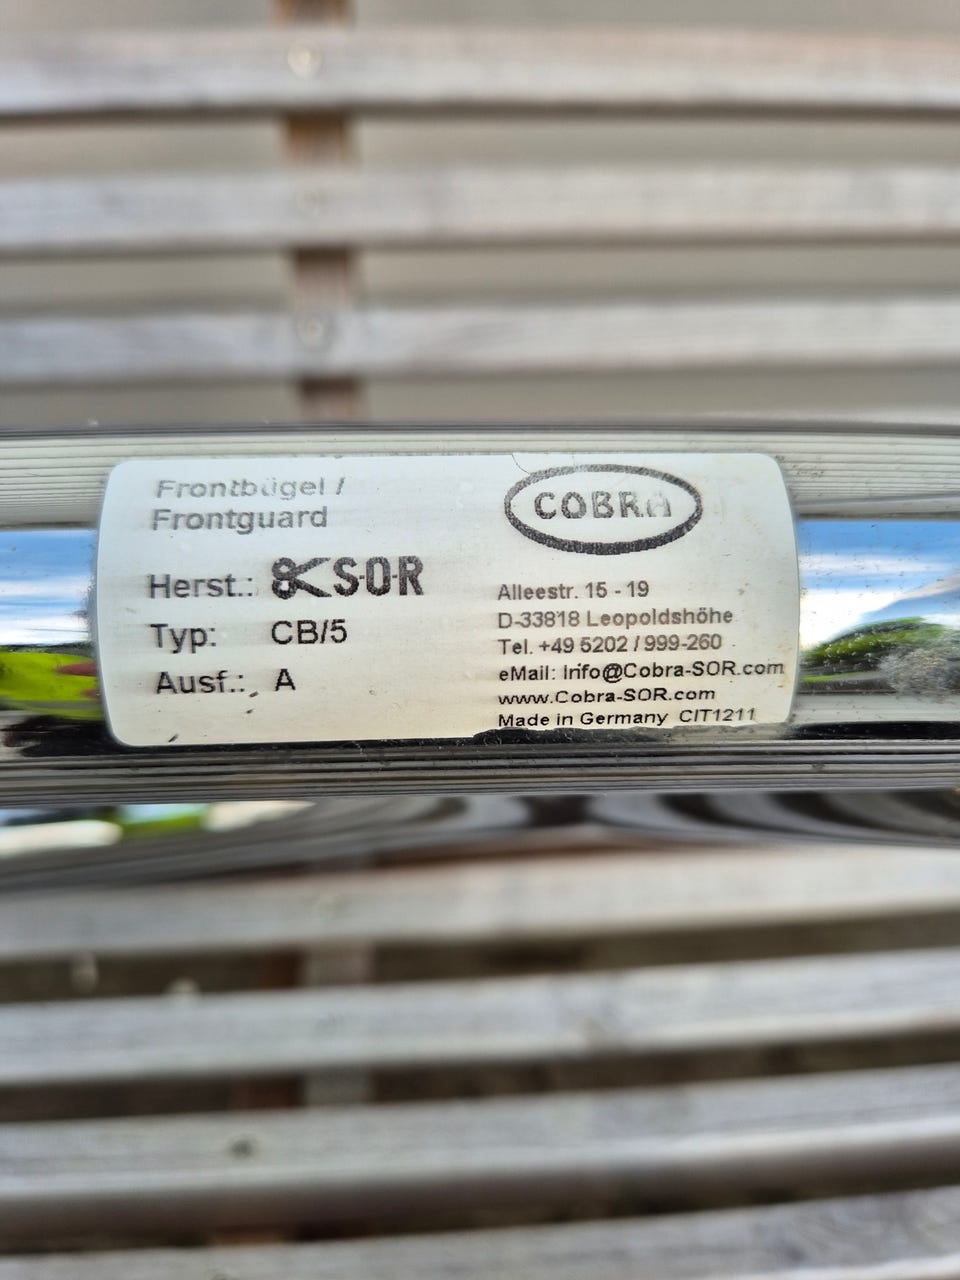 Frontbügel /
Frontguard
Herst.: S·O·R
Typ: CB/5
Ausf.: A
COBRA
Alleestr. 15 - 19
D-33818 Leopoldshöhe
Tel. +49 5202 / 999-260
eMail: Info@Cobra-SOR.com
www.Cobra-SOR.com
Made in Germany CIT1211